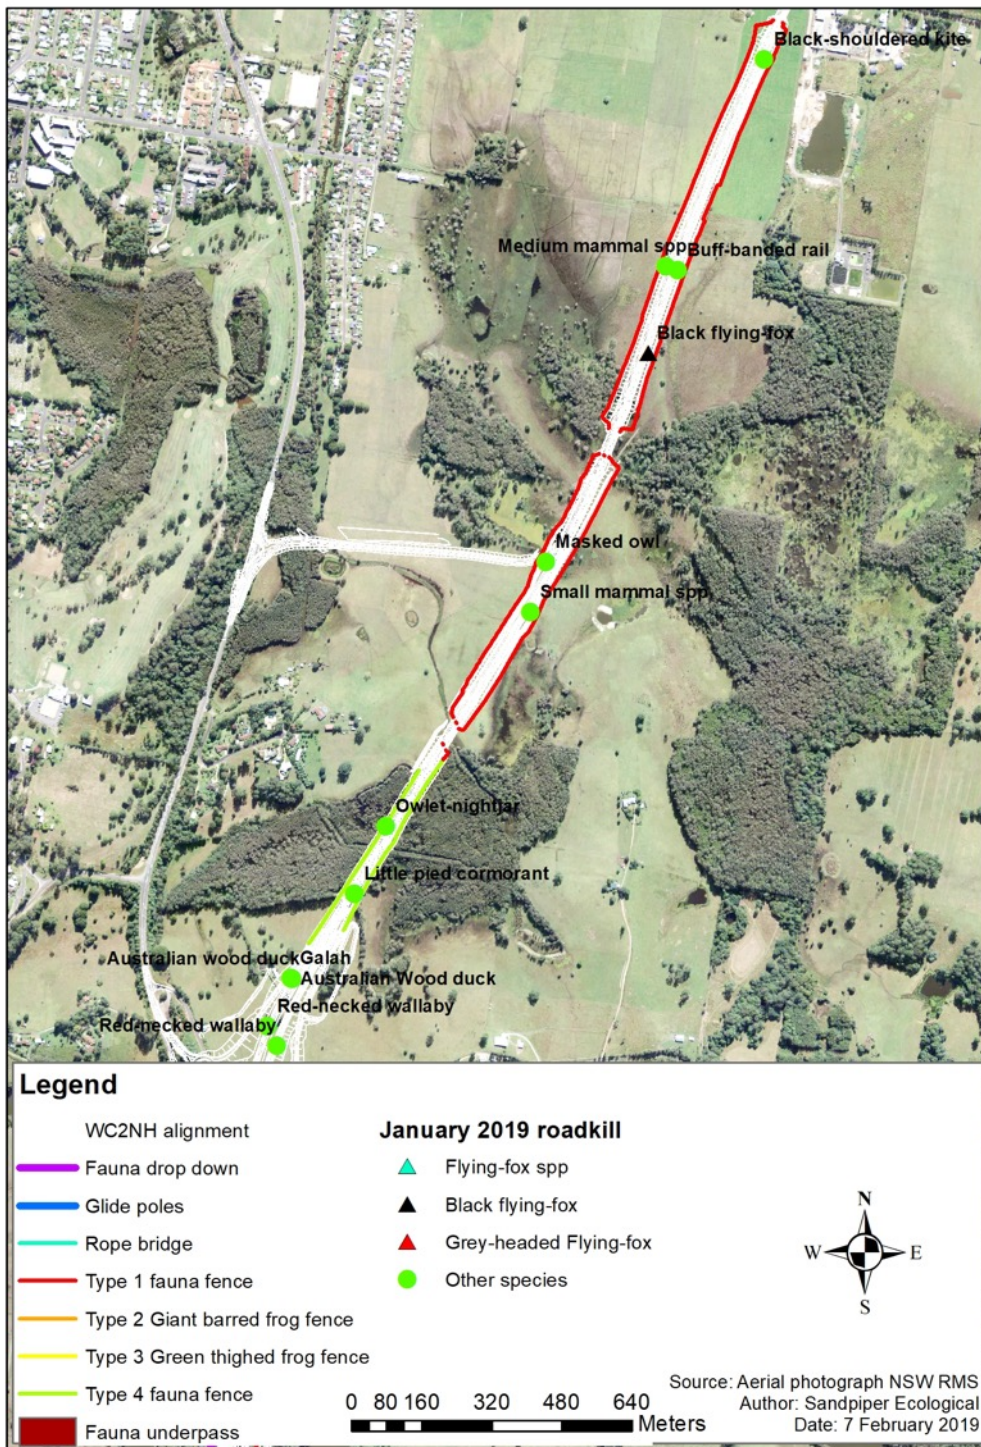 Black-shouldered kite
Medium mammal spp
Buff-banded rail
Black flying-fox
Masked owl
Small mammal spp
Owlet-nightjar
Little pied cormorant
Australian wood duck
Galah
Australian Wood duck
Red-necked wallaby
Red-necked wallaby
Legend
WC2NH alignment
Fauna drop down
Glide poles
Rope bridge
Type 1 fauna fence
Type 2 Giant barred frog fence
Type 3 Green thighed frog fence
Type 4 fauna fence
Fauna underpass
January 2019 roadkill
Flying-fox spp
Black flying-fox
Grey-headed Flying-fox
Other species
0 80 160 320 480 640
Meters
N
W E
S
Source: Aerial photograph NSW RMS
Author: Sandpiper Ecological
Date: 7 February 2019